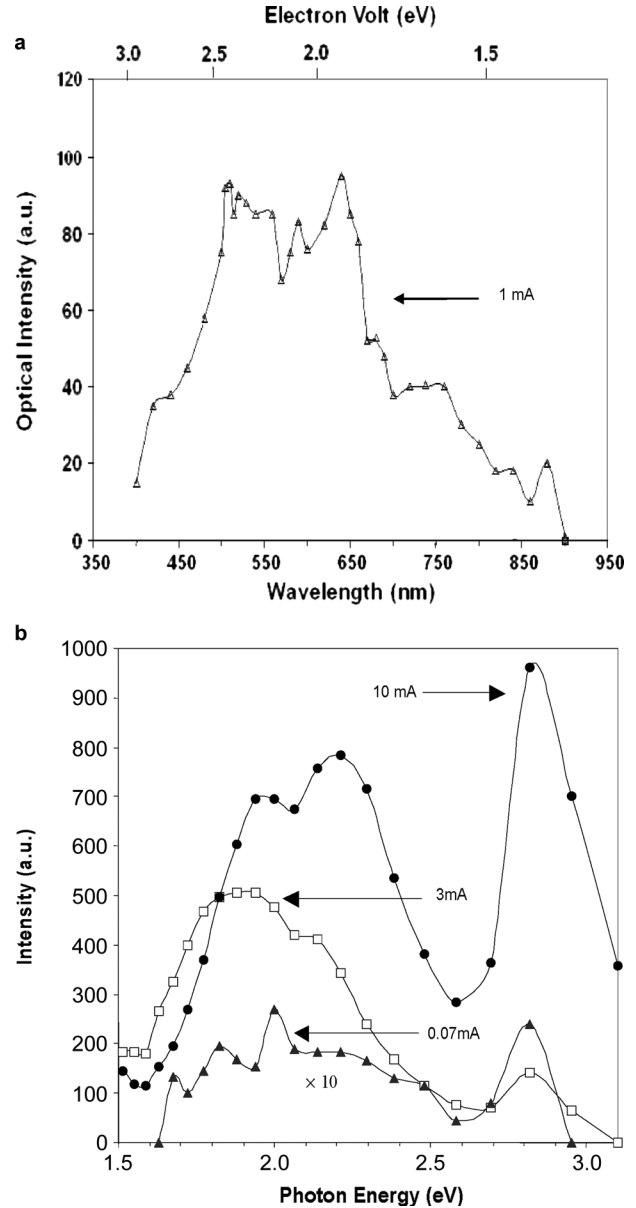 Electron Volt (eV)
a
3.0 2.5 2.0 1.5
120
100
80
60
40
20
0
Optical Intensity (a.u.)
1 mA
350 450 550 650 750 850 950
Wavelength (nm)
b
1000
900
800
700
600
500
400
300
200
100
0
Intensity (a.u.)
10 mA
3mA
0.07mA
× 10
1.5 2.0 2.5 3.0
Photon Energy (eV)